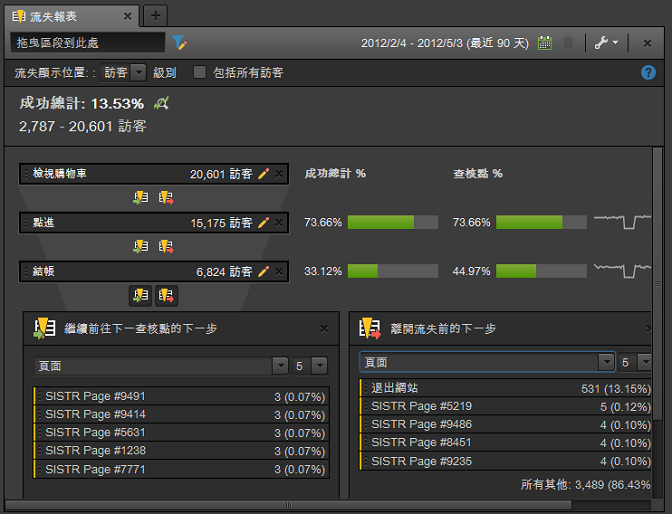 流失報表
拖曳區段到此處
2012/2/4 - 2012/5/3 (最近 90 天)
流失顯示位置: : 訪客 級別 包括所有訪客
成功總計: 13.53%
2,787 - 20,601 訪客
檢視購物車 20,601 訪客 成功總計 % 查核點 %
點進 15,175 訪客 73.66% 73.66%
結帳 6,824 訪客 33.12% 44.97%
繼續前往下一查核點的下一步
頁面 5
SISTR Page #9491 3 (0.07%)
SISTR Page #9414 3 (0.07%)
SISTR Page #5631 3 (0.07%)
SISTR Page #1238 3 (0.07%)
SISTR Page #7771 3 (0.07%)
離開流失前的下一步
頁面 5
退出網站 531 (13.15%)
SISTR Page #5219 5 (0.12%)
SISTR Page #9486 4 (0.10%)
SISTR Page #8451 4 (0.10%)
SISTR Page #9235 4 (0.10%)
所有其他: 3,489 (86.43%